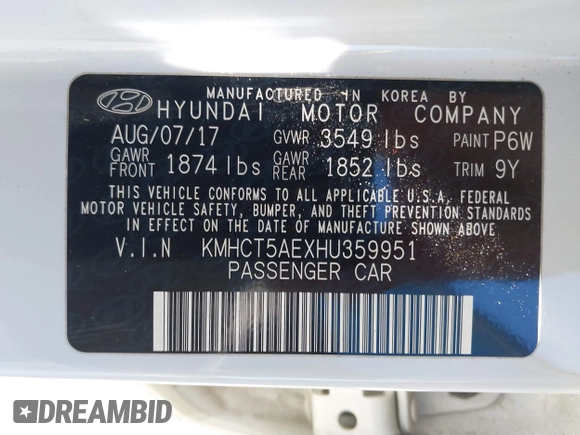 MANUFACTURED IN KOREA BY
HYUNDAI MOTOR COMPANY
AUG/07/17 GVWR 3549 lbs PAINT P6W
GAWR FRONT 1874 lbs GAWR REAR 1852 lbs TRIM 9Y
THIS VEHICLE CONFORMS TO ALL APPLICABLE U.S.A. FEDERAL
MOTOR VEHICLE SAFETY, BUMPER, AND THEFT PREVENTION
STANDARDS IN EFFECT ON THE DATE OF MANUFACTURE SHOWN ABOVE
V.I.N KMHCT5AEXHU359951
PASSENGER CAR
DREAMBID